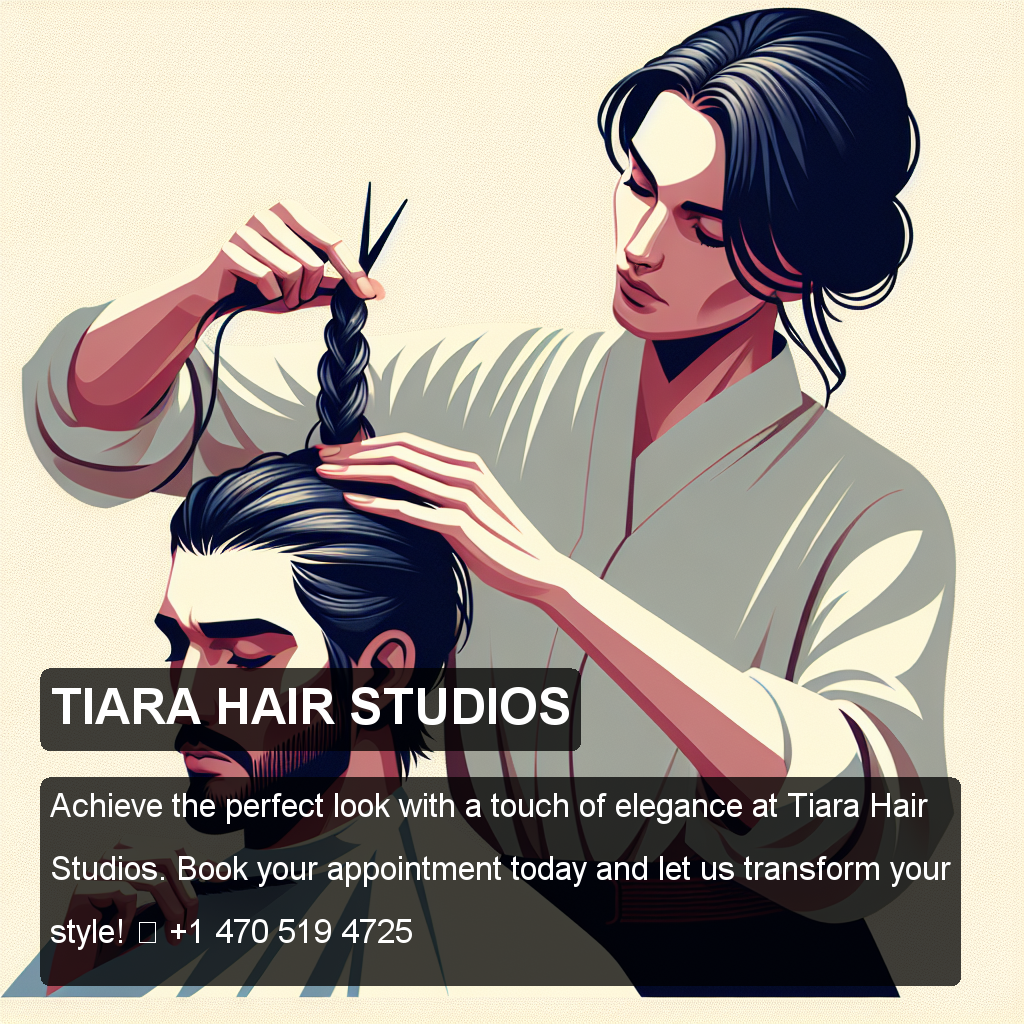 TIARA HAIR STUDIOS
Achieve the perfect look with a touch of elegance at Tiara Hair
Studios. Book your appointment today and let us transform your
style! □ +1 470 519 4725